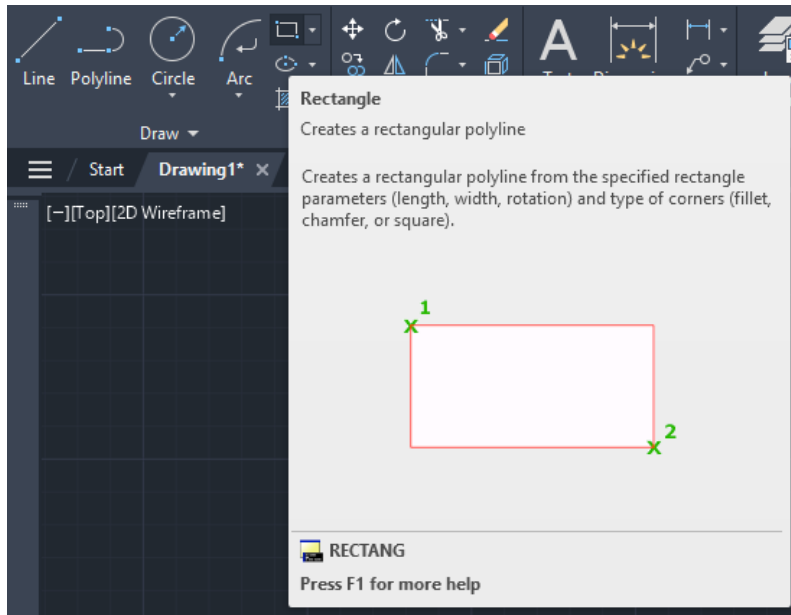 Line Polyline Circle Arc
Draw
Rectangle
Creates a rectangular polyline
Start Drawing1*
Creates a rectangular polyline from the specified rectangle
parameters (length, width, rotation) and type of corners (fillet,
chamfer, or square).
[−][Top][2D Wireframe]
1
2
RECTANG
Press F1 for more help